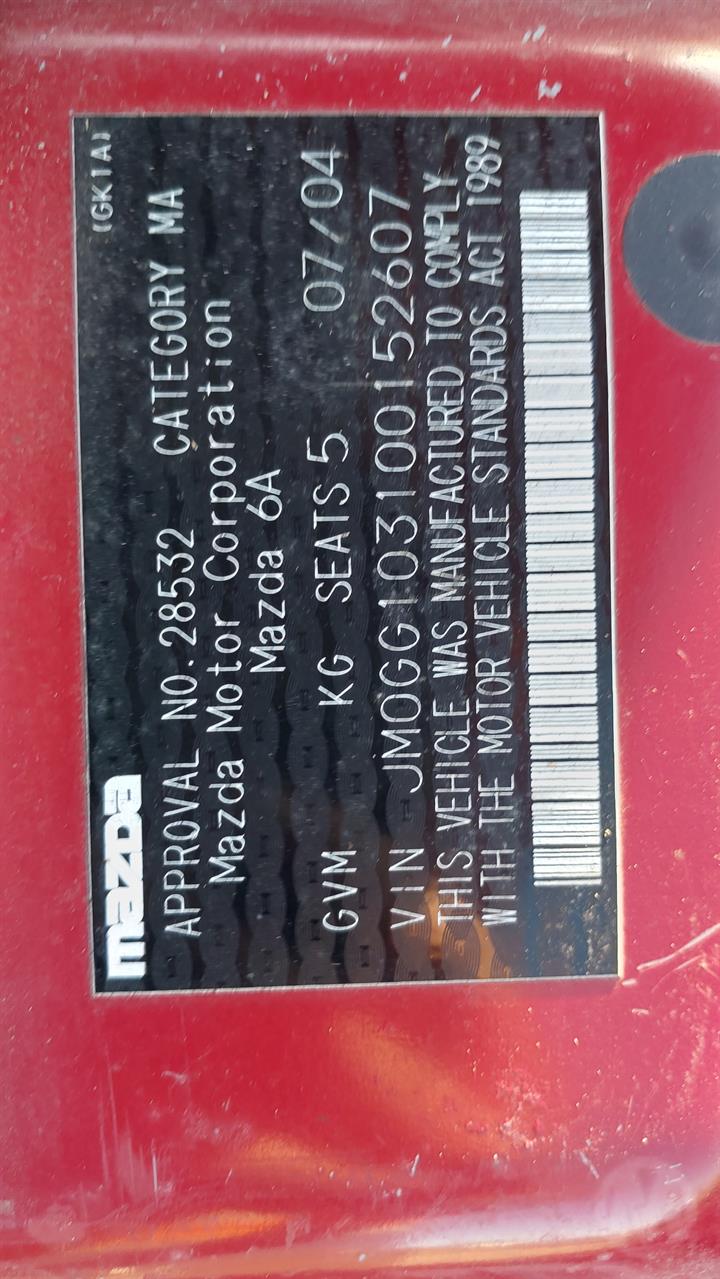 (GK1A)
mazda
APPROVAL NO.28532 CATEGORY MA
Mazda Motor Corporation
Mazda 6A
GVM KG SEATS 5 07/04
VIN JM0GG103100152607
THIS VEHICLE WAS MANUFACTURED TO COMPLY
WITH THE MOTOR VEHICLE STANDARDS ACT 1989